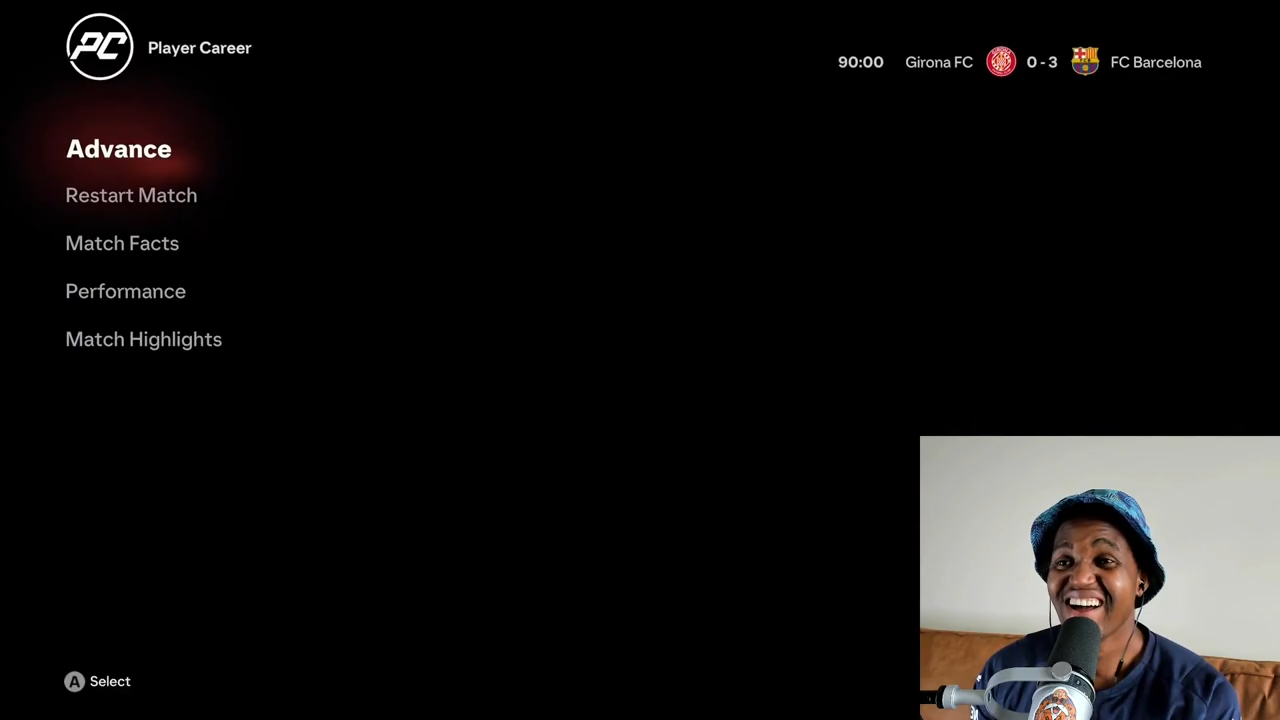 PC Player Career
90:00 Girona FC 0 - 3 FC Barcelona
Advance
Restart Match
Match Facts
Performance
Match Highlights
A Select